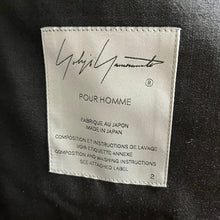 Yohji Yamamoto
®
POUR HOMME
FABRIQUÉ AU JAPON
MADE IN JAPAN
COMPOSITION ET INSTRUCTIONS DE LAVAGE
VOIR ETIQUETTE ANNEXE
COMPOSITION AND WASHING INSTRUCTIONS
SEE ATTACHED LABEL
2